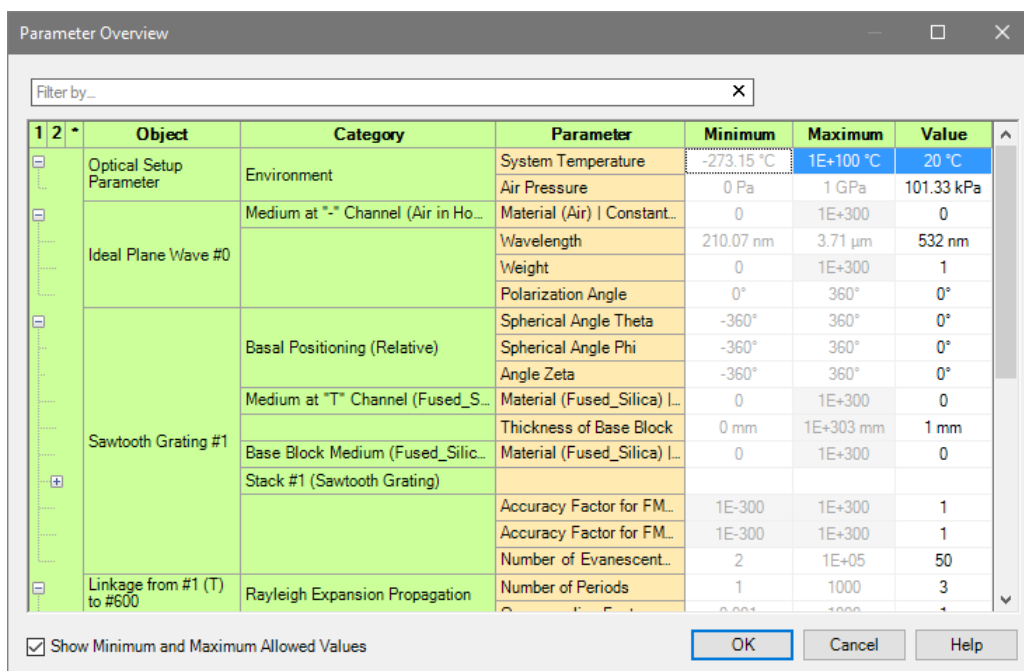 Parameter Overview
Filter by...
1 2 * Object Category Parameter Minimum Maximum Value
Optical Setup Parameter Environment System Temperature -273.15 °C 1E+100 °C 20 °C
Air Pressure 0 Pa 1 GPa 101.33 kPa
Ideal Plane Wave #0 Medium at "-" Channel (Air in Ho... Material (Air) | Constant... 0 1E+300 0
Wavelength 210.07 nm 3.71 µm 532 nm
Weight 0 1E+300 1
Polarization Angle 0° 360° 0°
Sawtooth Grating #1 Basal Positioning (Relative) Spherical Angle Theta -360° 360° 0°
Spherical Angle Phi -360° 360° 0°
Angle Zeta -360° 360° 0°
Medium at "T" Channel (Fused_S... Material (Fused_Silica) |... 0 1E+300 0
Thickness of Base Block 0 mm 1E+303 mm 1 mm
Base Block Medium (Fused_Silic... Material (Fused_Silica) |... 0 1E+300 0
Stack #1 (Sawtooth Grating)
Accuracy Factor for FM... 1E-300 1E+300 1
Accuracy Factor for FM... 1E-300 1E+300 1
Number of Evanescent... 2 1E+05 50
Linkage from #1 (T) to #600 Rayleigh Expansion Propagation Number of Periods 1 1000 3
Show Minimum and Maximum Allowed Values
OK Cancel Help